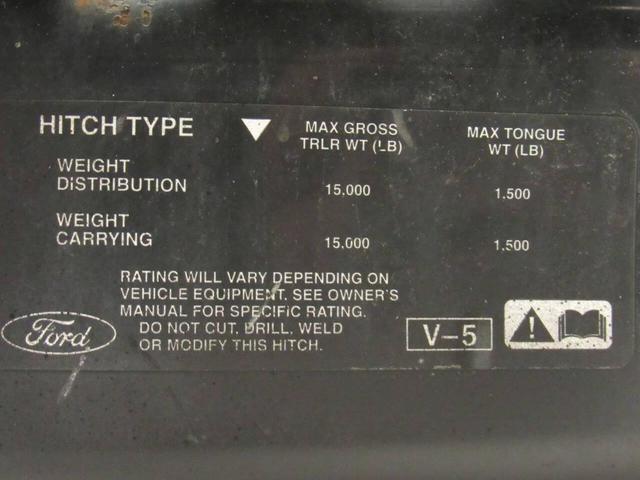 HITCH TYPE
MAX GROSS
TRLR WT (LB)
MAX TONGUE
WT (LB)
WEIGHT
DISTRIBUTION
15,000
1,500
WEIGHT
CARRYING
15,000
1,500
RATING WILL VARY DEPENDING ON
VEHICLE EQUIPMENT. SEE OWNER'S
MANUAL FOR SPECIFIC RATING.
DO NOT CUT, DRILL, WELD
OR MODIFY THIS HITCH.
Ford
V-5